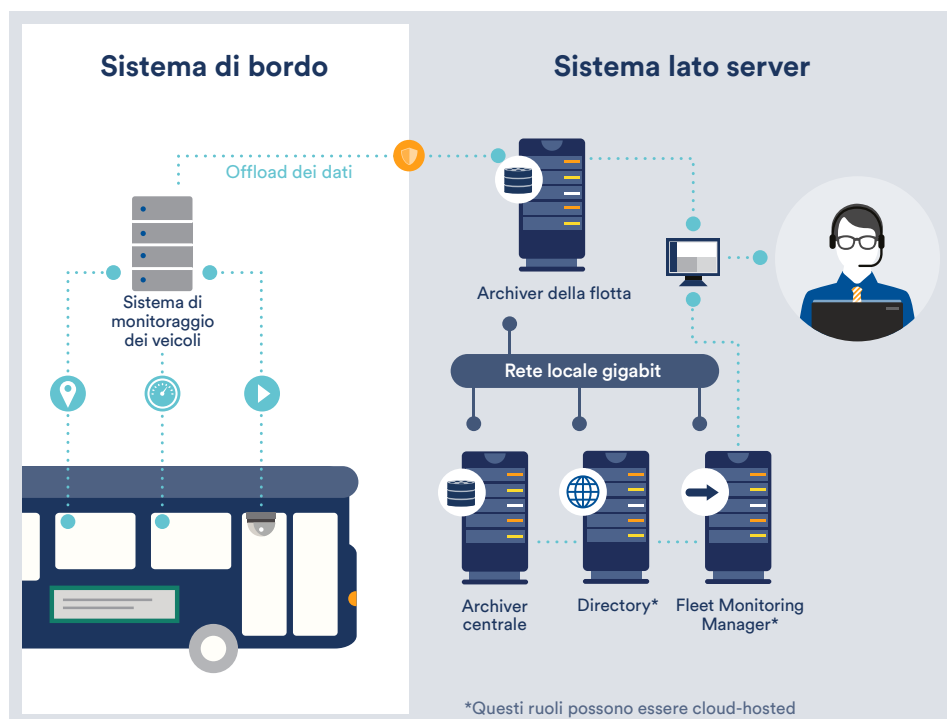 Sistema di bordo
Sistema lato server
Offload dei dati
Sistema di
monitoraggio
dei veicoli
Archiver della flotta
Rete locale gigabit
Archiver
centrale
Directory*
Fleet Monitoring
Manager*
*Questi ruoli possono essere cloud-hosted